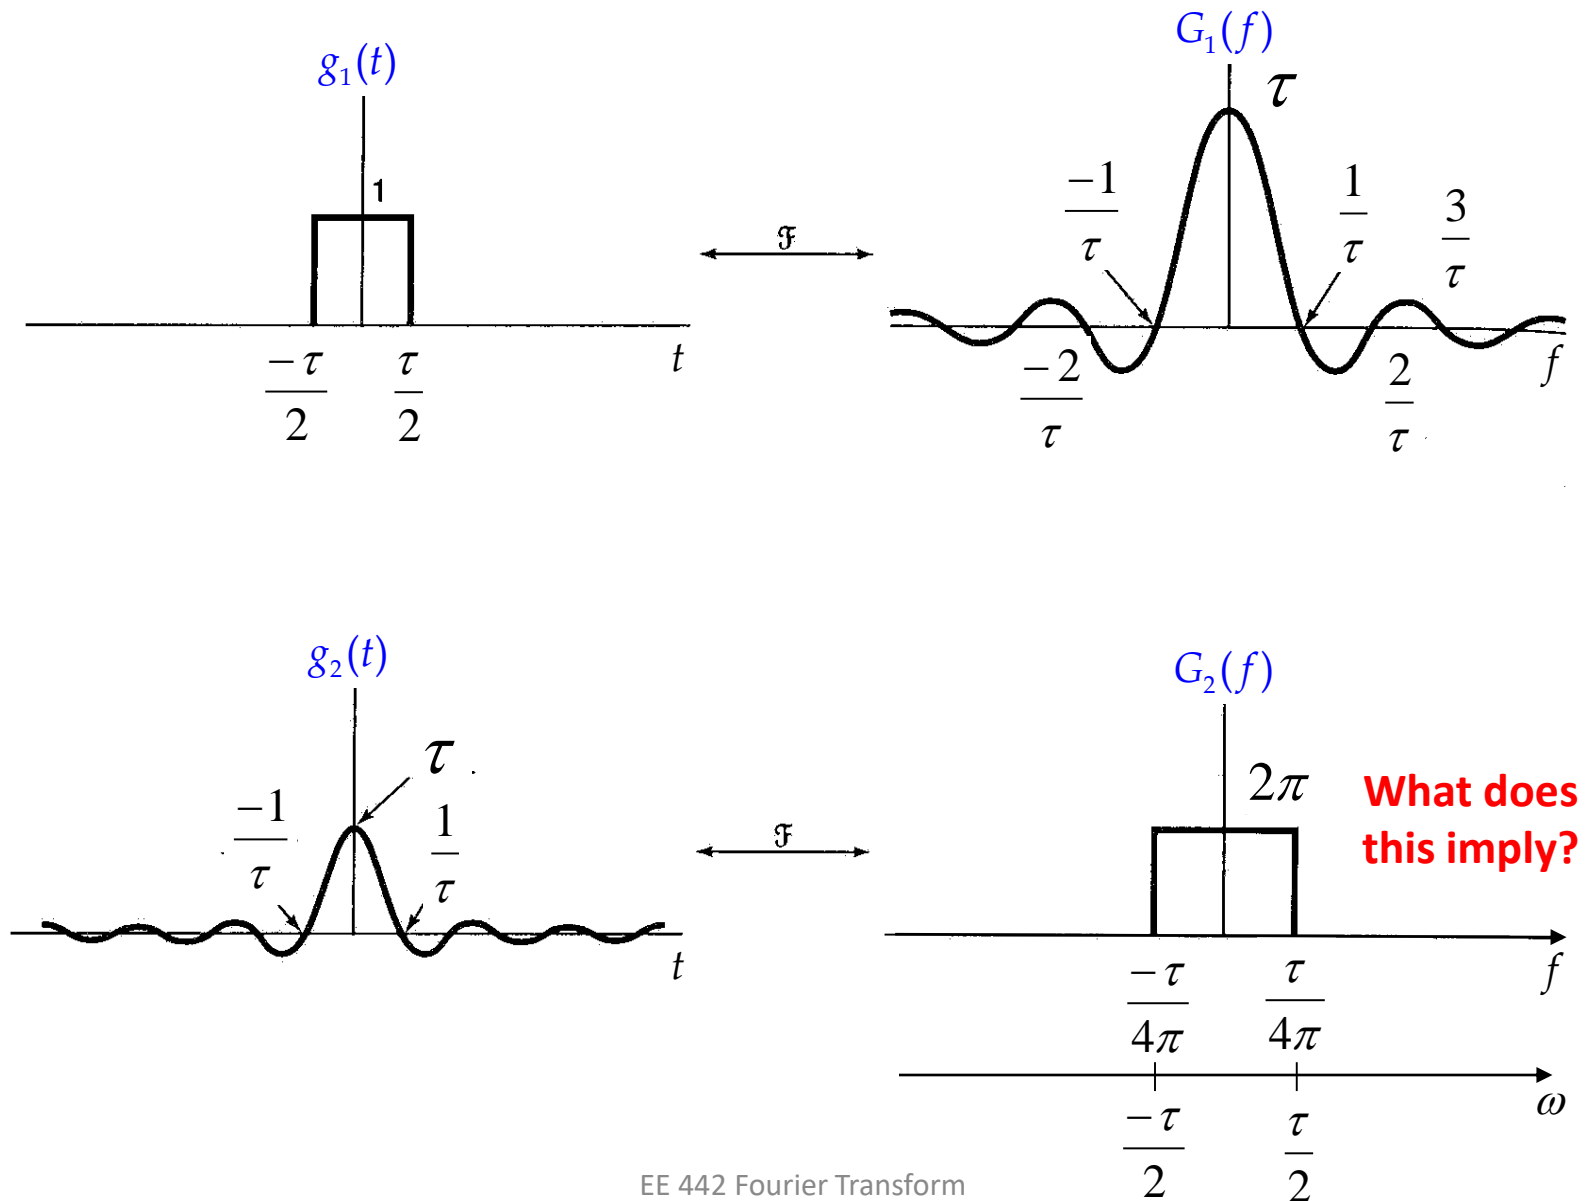 g₁(t)
1
ℱ
-τ/2 τ/2 t
G₁(f)
τ
-1/τ 1/τ 3/τ
-2/τ 2/τ f
g₂(t)
τ
-1/τ 1/τ
t
ℱ
G₂(f)
2π
What does
this imply?
f
-τ/4π τ/4π
ω
-τ/2 τ/2
EE 442 Fourier Transform